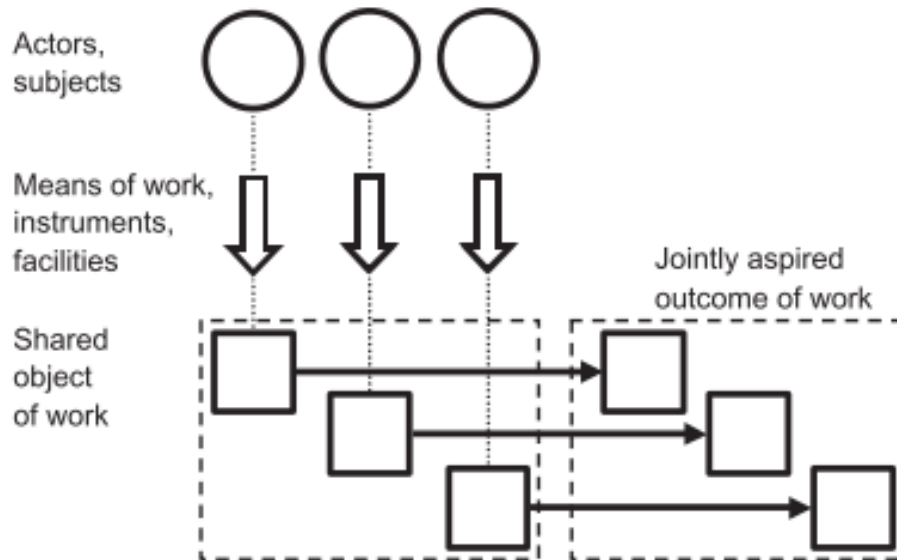 Actors,
subjects
Means of work,
instruments,
facilities
Jointly aspired
outcome of work
Shared
object
of work